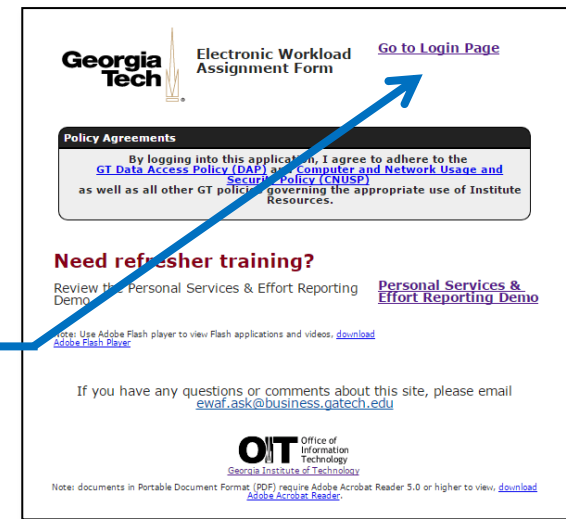 Georgia
Tech
Electronic Workload
Assignment Form
Go to Login Page
Policy Agreements
By logging into this application, I agree to adhere to the
GT Data Access Policy (DAP) and Computer and Network Usage and
Security Policy (CNUSP)
as well as all other GT policies governing the appropriate use of Institute
Resources.
Need refresher training?
Review the Personal Services & Effort Reporting
Demo
Personal Services &
Effort Reporting Demo
Note: Use Adobe Flash player to view Flash applications and videos, download
Adobe Flash Player
If you have any questions or comments about this site, please email
ewaf.ask@business.gatech.edu
OIT Office of
Information
Technology
Georgia Institute of Technology
Note: documents in Portable Document Format (PDF) require Adobe Acrobat Reader 5.0 or higher to view, download
Adobe Acrobat Reader.